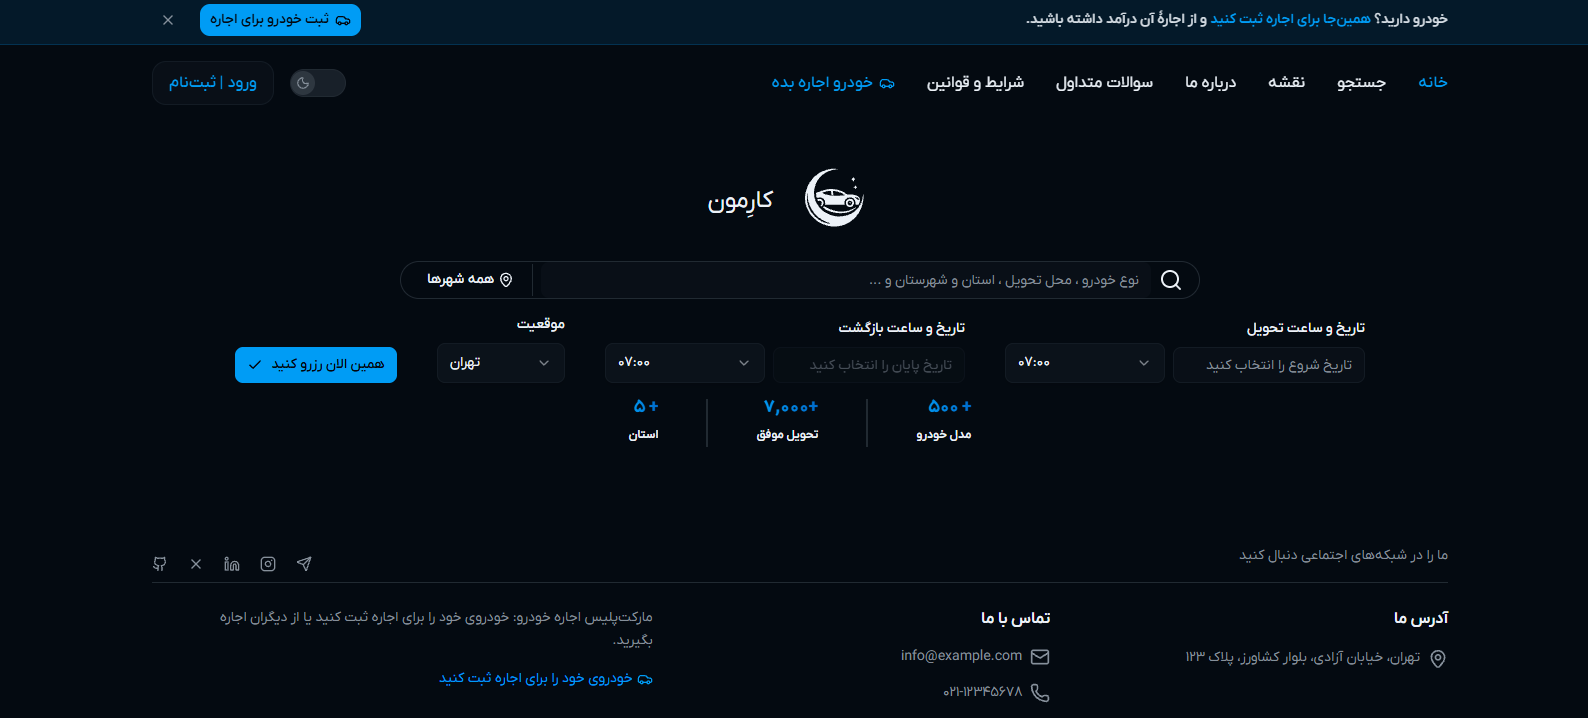 خودرو دارید؟ همین‌جا برای اجاره ثبت کنید و از اجارهٔ آن درآمد داشته باشید.
ثبت خودرو برای اجاره
خانه
جستجو
نقشه
درباره ما
سوالات متداول
شرایط و قوانین
خودرو اجاره بده
ورود | ثبت‌نام
کارِمون
نوع خودرو ، محل تحویل ، استان و شهرستان و ...
همه شهرها
تاریخ و ساعت تحویل
تاریخ شروع را انتخاب کنید
۰۷:۰۰
تاریخ و ساعت بازگشت
تاریخ پایان را انتخاب کنید
۰۷:۰۰
موقعیت
تهران
همین الان رزرو کنید
+۵۰۰
مدل خودرو
+۷,۰۰۰
تحویل موفق
+۵
استان
ما را در شبکه‌های اجتماعی دنبال کنید
آدرس ما
تهران، خیابان آزادی، بلوار کشاورز، پلاک ۱۲۳
تماس با ما
info@example.com
۰۲۱-۱۲۳۴۵۶۷۸
مارکت‌پلیس اجاره خودرو: خودروی خود را برای اجاره ثبت کنید یا از دیگران اجاره
بگیرید.
خودروی خود را برای اجاره ثبت کنید